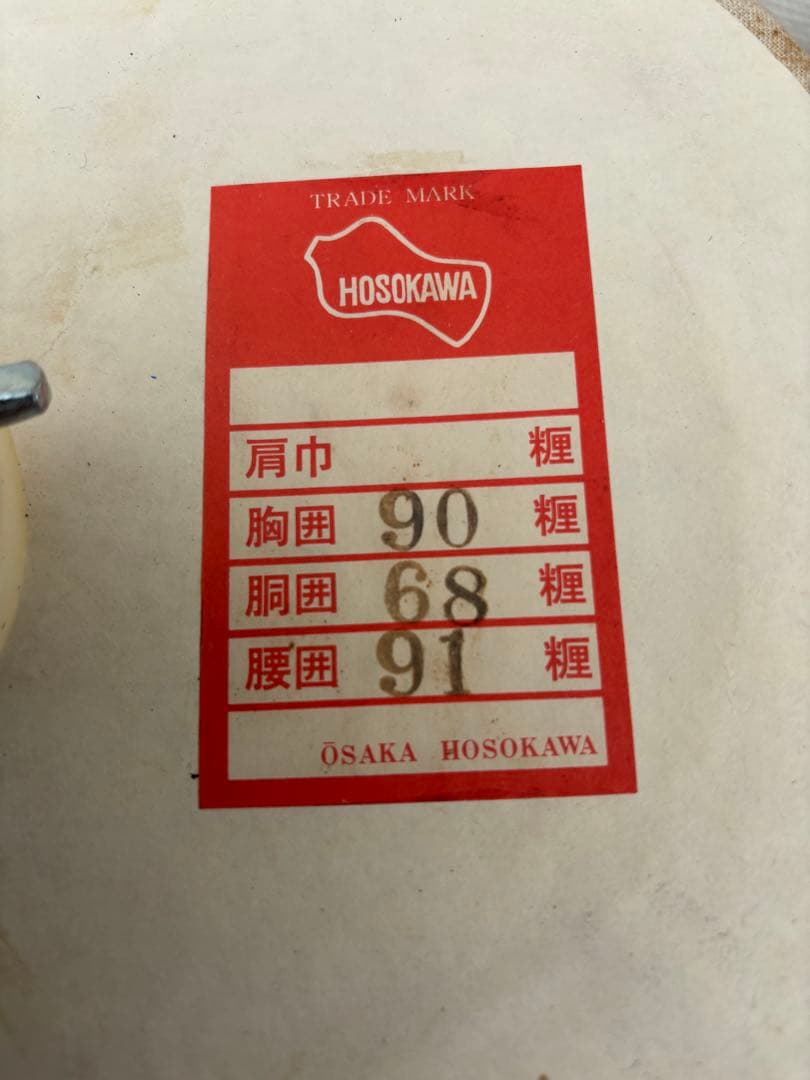 TRADE MARK
HOSOKAWA
肩巾 糎
胸囲 90 糎
胴囲 68 糎
腰囲 91 糎
ŌSAKA HOSOKAWA